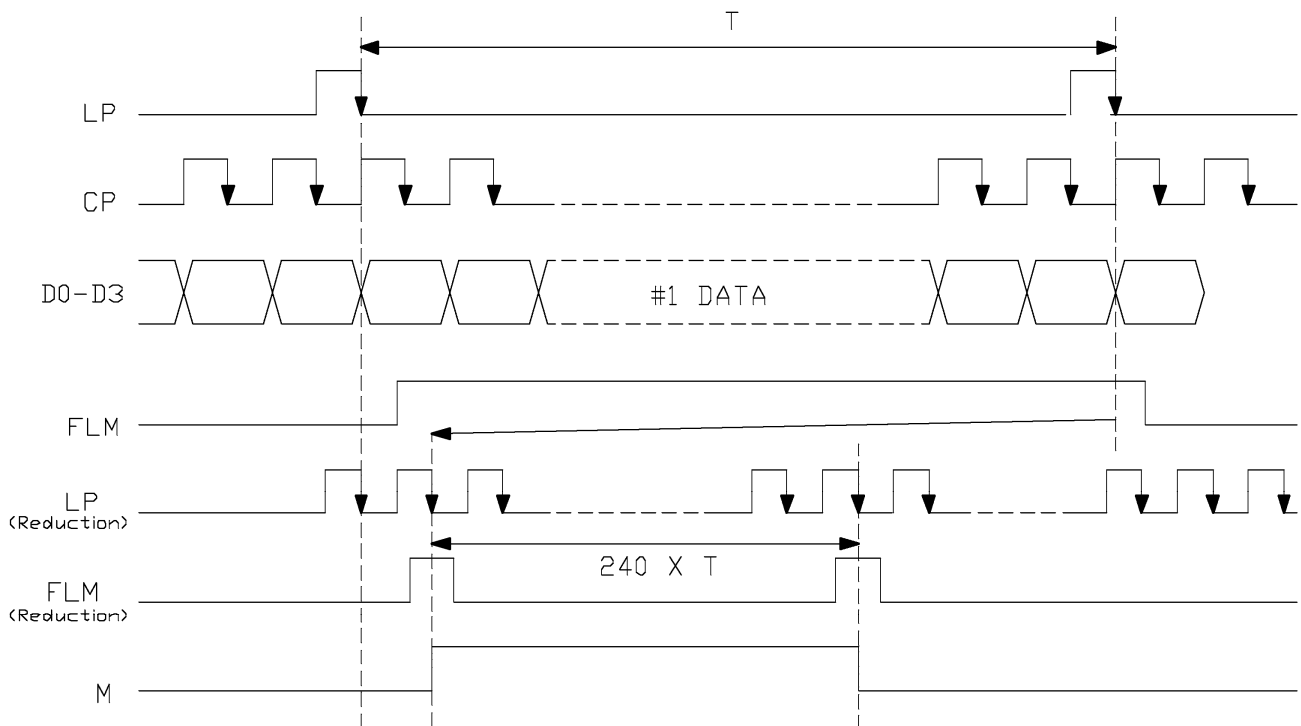 T
LP
CP
D0-D3
#1 DATA
FLM
LP
(Reduction)
240 X T
FLM
(Reduction)
M